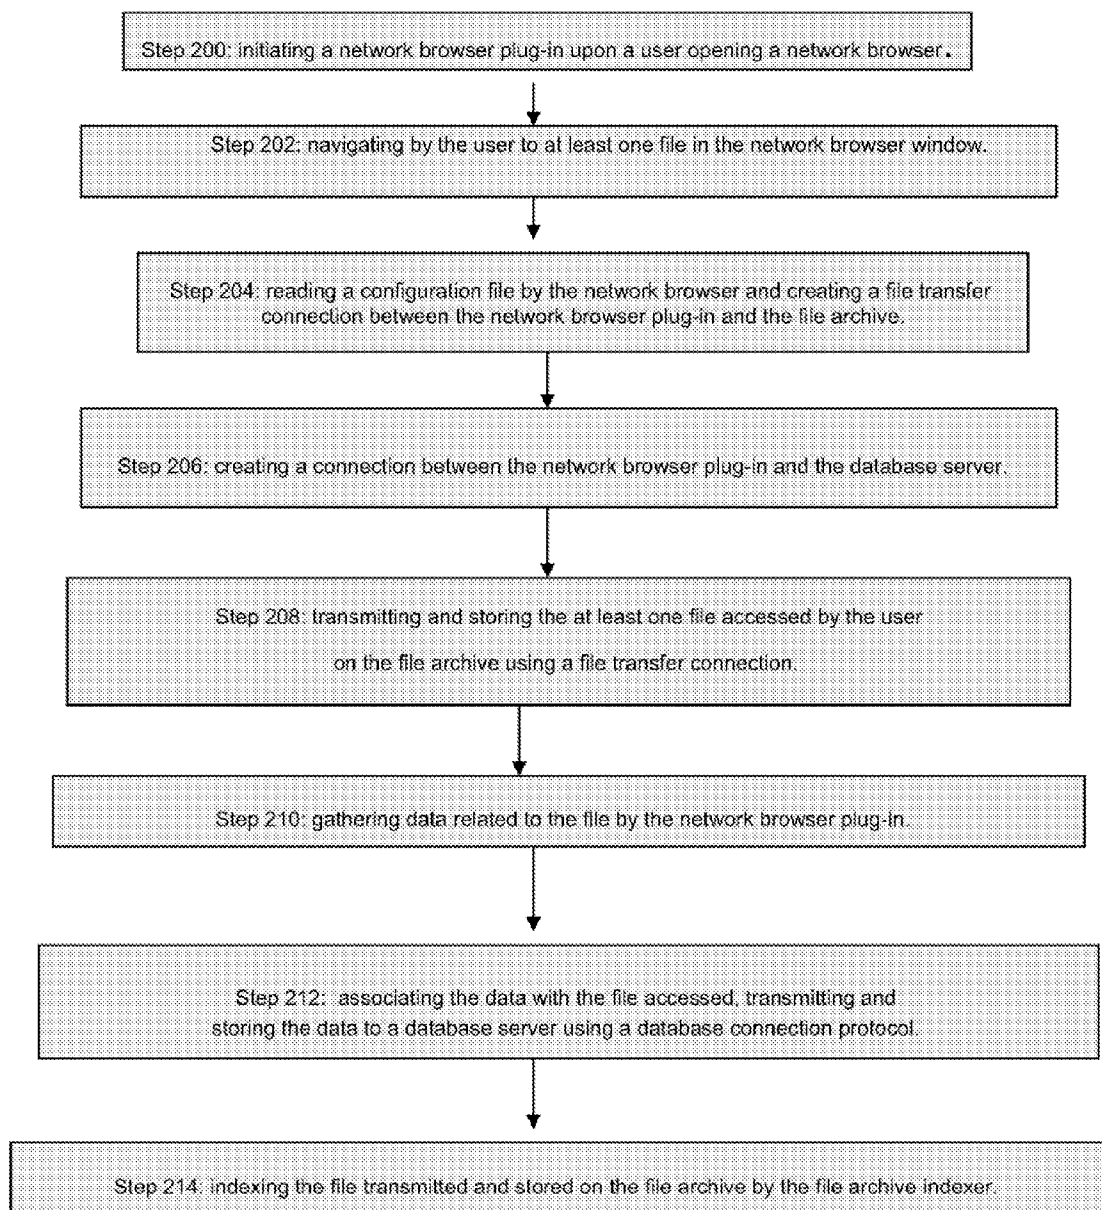 Step 200: initiating a network browser plug-in upon a user opening a network browser.
Step 202: navigating by the user to at least one file in the network browser window.
Step 204: reading a configuration file by the network browser and creating a file transfer
connection between the network browser plug-in and the file archive.
Step 206: creating a connection between the network browser plug-in and the database server.
Step 208: transmitting and storing the at least one file accessed by the user
on the file archive using a file transfer connection.
Step 210: gathering data related to the file by the network browser plug-in.
Step 212: associating the data with the file accessed, transmitting and
storing the data to a database server using a database connection protocol.
Step 214: indexing the file transmitted and stored on the file archive by the file archive indexer.